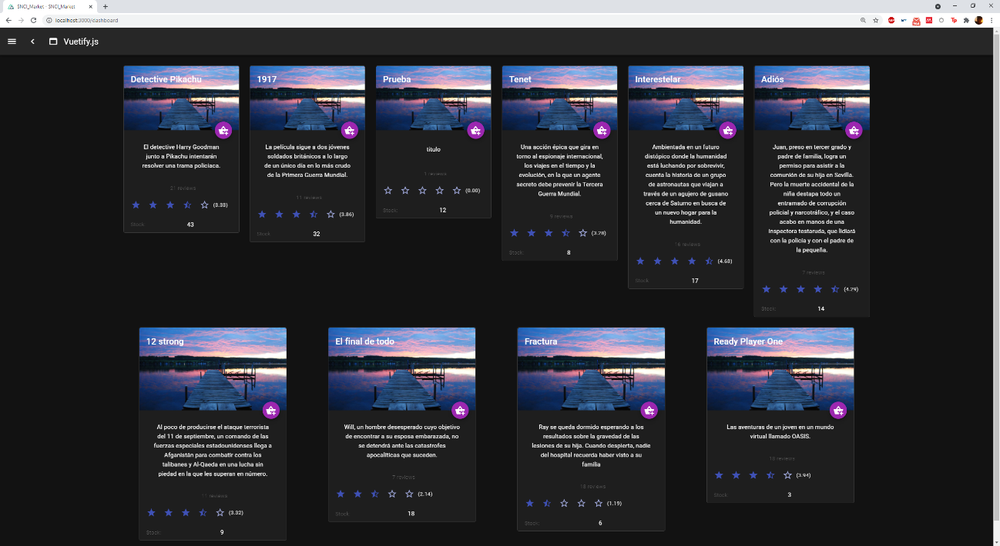 SNCI_Market - SNCI_Market
localhost:3000/dashboard
Vuetify.js
Detective Pikachu
El detective Harry Goodman
junto a Pikachu intentarán
resolver una trama policiaca.
21 reviews
(3.33)
Stock:
43
1917
La película sigue a dos jóvenes
soldados británicos a lo largo
de un único día en lo más crudo
de la Primera Guerra Mundial.
11 reviews
(3.86)
Stock:
32
Prueba
título
1 reviews
(0.00)
Stock:
12
Tenet
Una acción épica que gira en
torno al espionaje internacional,
los viajes en el tiempo y la
evolución, en la que un agente
secreto debe prevenir la Tercera
Guerra Mundial.
9 reviews
(3.28)
Stock:
8
Interestelar
Ambientada en un futuro
distópico donde la humanidad
está luchando por sobrevivir,
cuenta la historia de un grupo
de astronautas que viajan a
través de un agujero de gusano
cerca de Saturno en busca de
un nuevo hogar para la
humanidad.
16 reviews
(4.63)
Stock:
17
Adiós
Juan, preso en tercer grado y
padre de familia, logra un
permiso para asistir a la
comunión de su hija en Sevilla.
Pero la muerte accidental de la
niña destapa todo un
entramado de corrupción
policial y narcotráfico, y el caso
acabo en manos de una
inspectora testaruda, que lidiará
con la policía y con el padre de
la pequeña.
7 reviews
(4.29)
Stock:
14
12 strong
Al poco de producirse el ataque terrorista
del 11 de septiembre, un comando de las
fuerzas especiales estadounidenses llega a
Afganistán para combatir contra los
talibanes y Al-Qaeda en una lucha sin
piedad en la que les superan en número.
11 reviews
(3.32)
Stock:
9
El final de todo
Will, un hombre desesperado cuyo objetivo
de encontrar a su esposa embarazada, no
se detendrá ante las catastrofes
apocalíticas que suceden.
7 reviews
(2.14)
Stock:
18
Fractura
Ray se queda dormido esperando a los
resultados sobre la gravedad de las
lesiones de su hija. Cuando despierta, nadie
del hospital recuerda haber visto a su
familia
18 reviews
(1.19)
Stock:
6
Ready Player One
Las aventuras de un joven en un mundo
virtual llamado OASIS.
18 reviews
(3.94)
Stock:
3